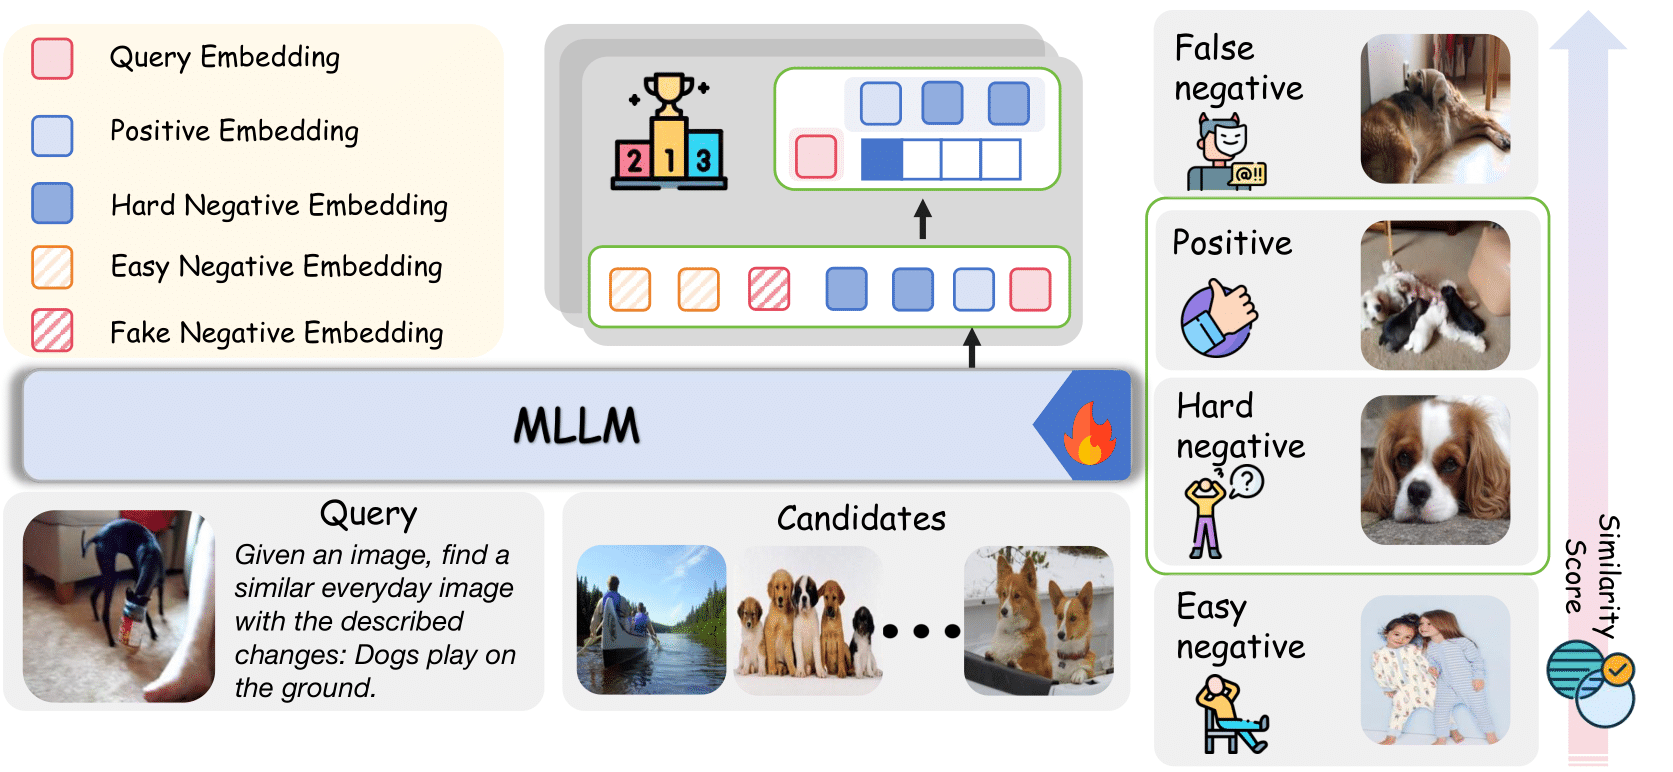 Query Embedding
Positive Embedding
Hard Negative Embedding
Easy Negative Embedding
Fake Negative Embedding
2 1 3
MLLM
Query
Given an image, find a
similar everyday image
with the described
changes: Dogs play on
the ground.
Candidates
False
negative
@!!
Positive
Hard
negative
?
Easy
negative
Similarity
Score